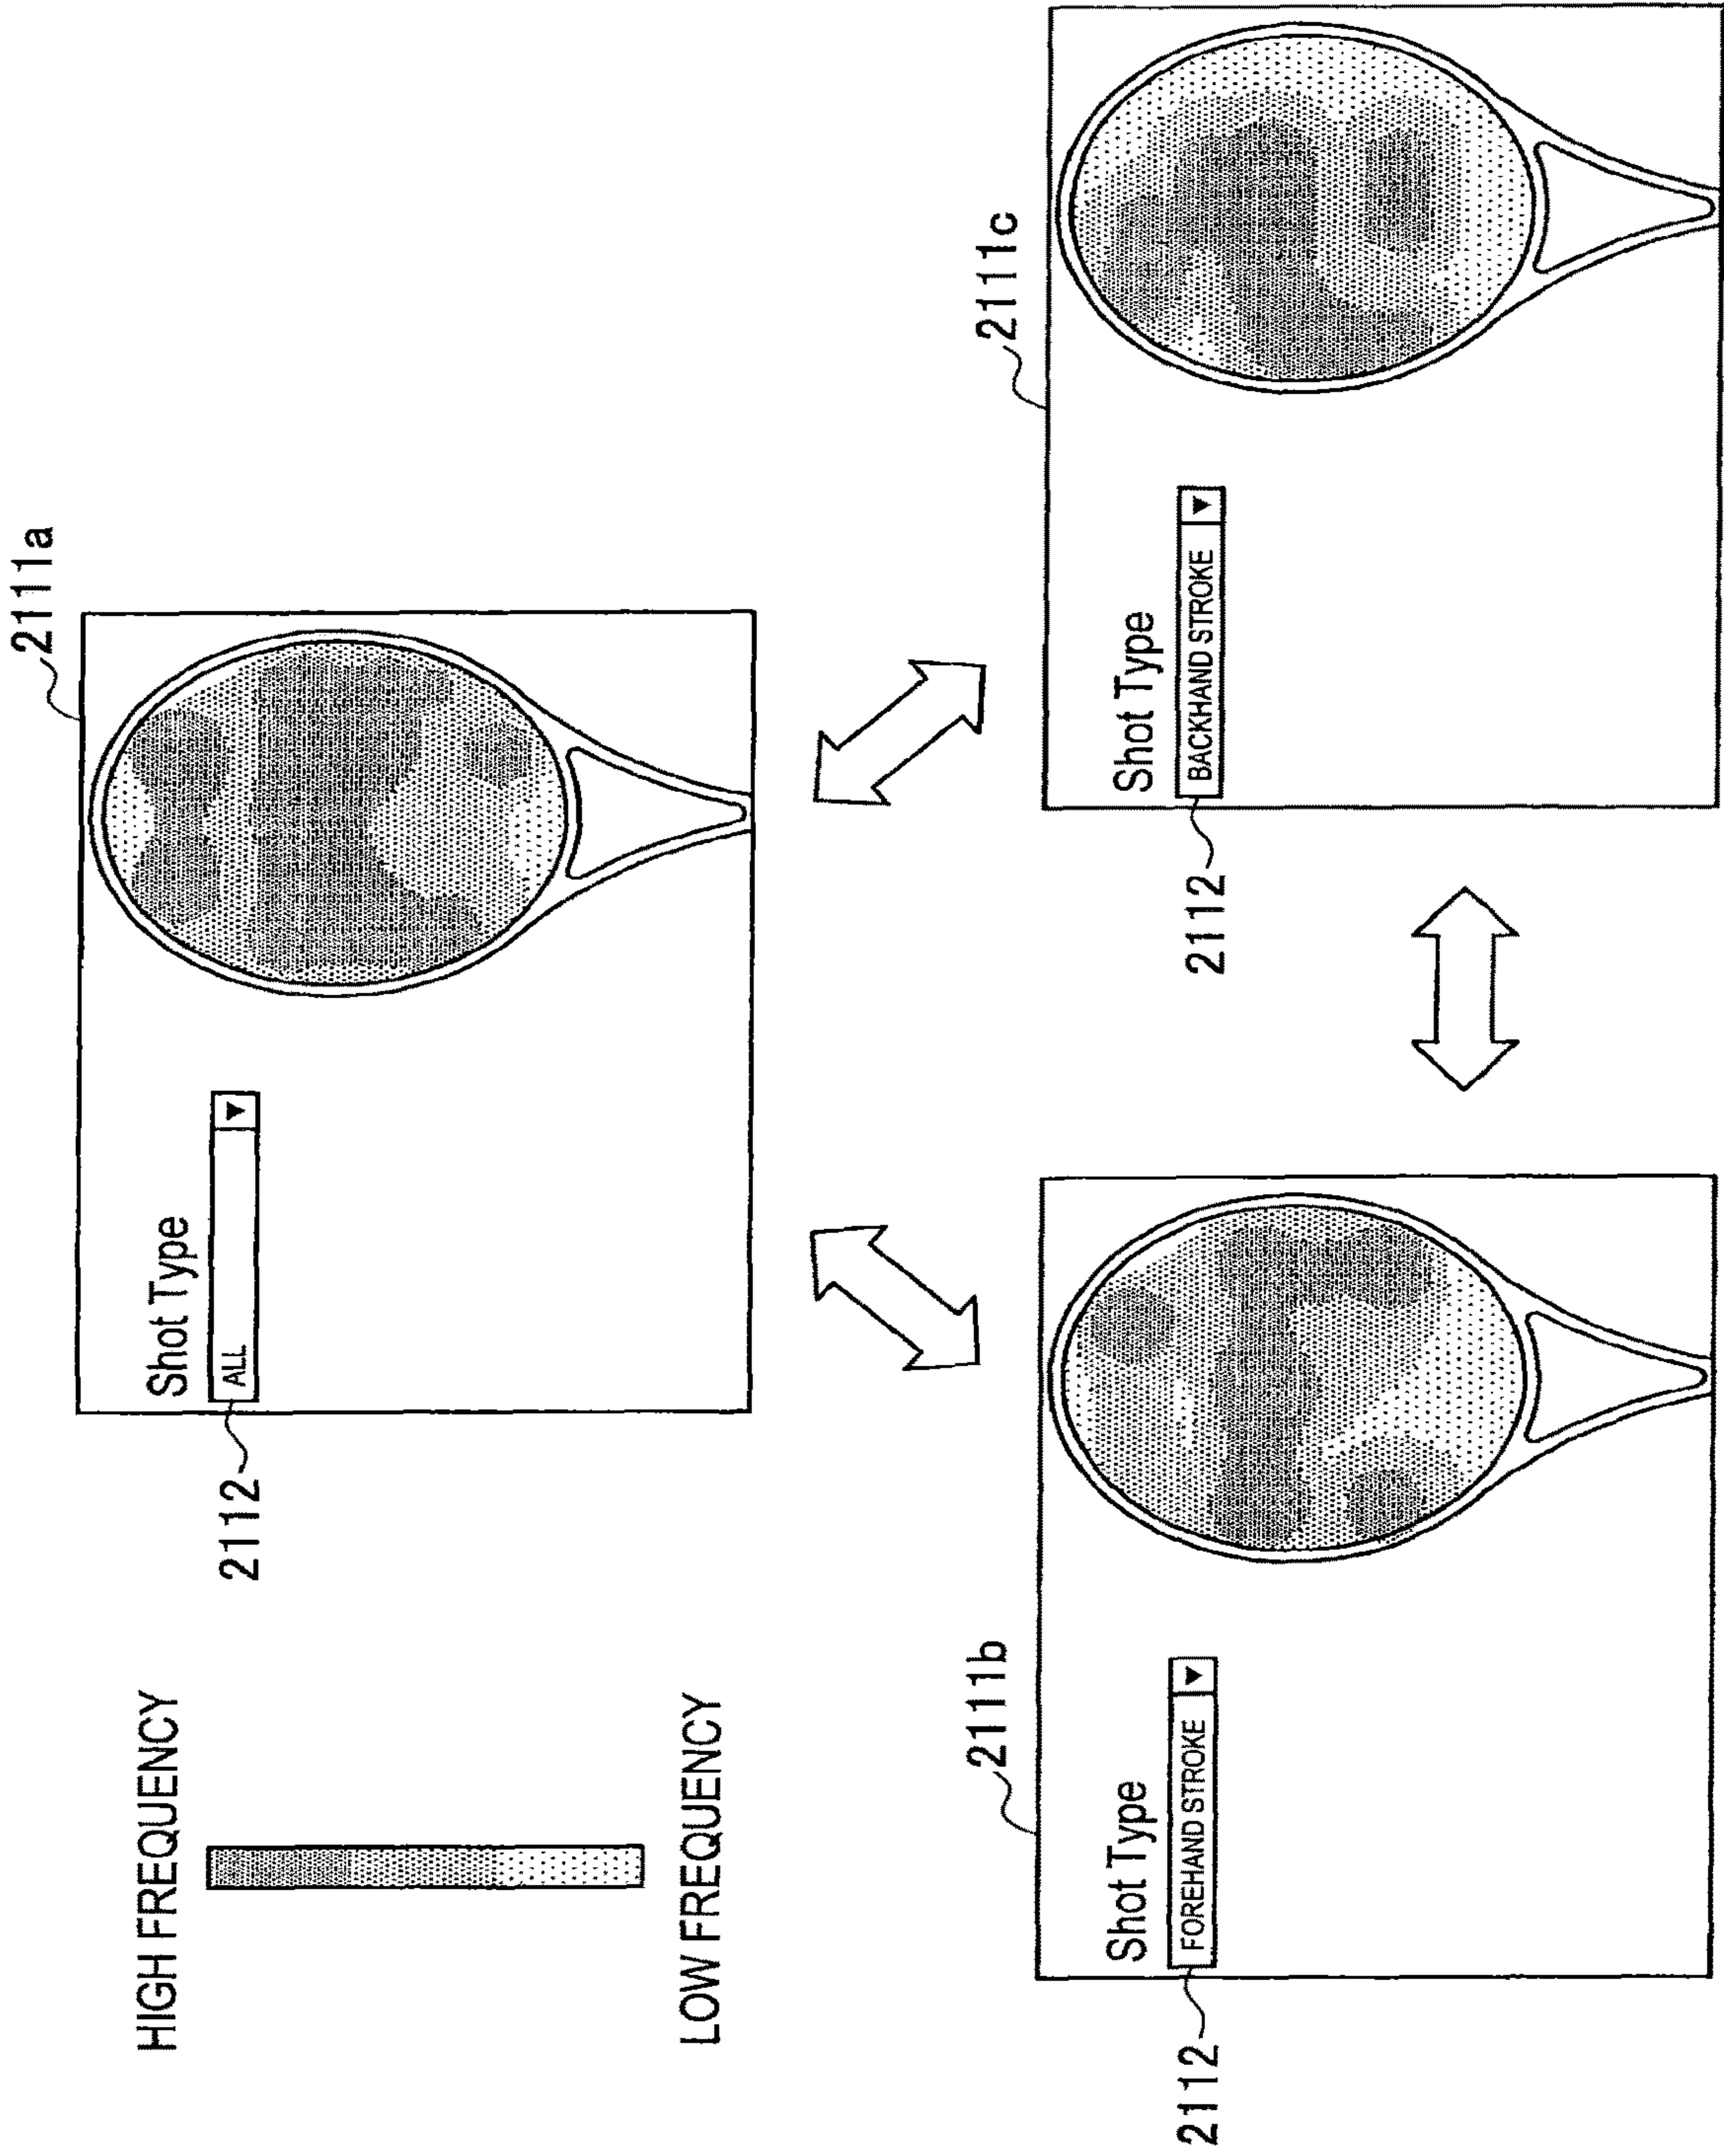 HIGH FREQUENCY
LOW FREQUENCY
2111a
Shot Type
ALL ▼
2112
2111b
Shot Type
FOREHAND STROKE ▼
2112
2111c
Shot Type
BACKHAND STROKE ▼
2112